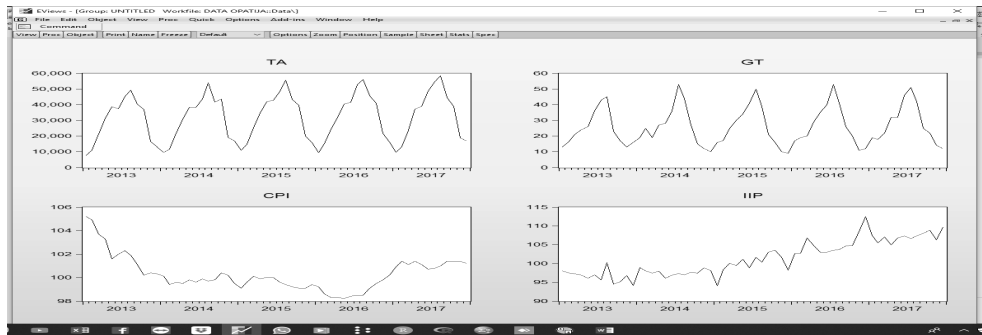 EViews - [Group: UNTITLED Workfile: DATA OPATIJA::Data\]
File Edit Object View Proc Quick Options Add-ins Window Help
Command
View Proc Object Print Name Freeze Default Options Zoom Position Sample Sheet Stats Spec
TA
60,000
50,000
40,000
30,000
20,000
10,000
0
2013 2014 2015 2016 2017
GT
60
50
40
30
20
10
0
2013 2014 2015 2016 2017
CPI
106
104
102
100
98
2013 2014 2015 2016 2017
IIP
115
110
105
100
95
90
2013 2014 2015 2016 2017